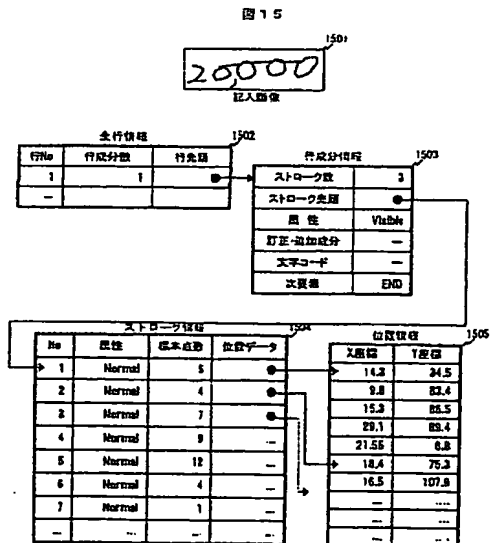 図15
1501
20,000
記入画像
全行情報 1502
行No 行成分数 行先頭
1 1
—
行成分情報 1503
ストローク数 3
ストローク先頭
属性 Visible
訂正・追加成分 —
文字コード —
次要素 END
ストローク情報 1504
No 属性 標本点数 位置データ
1 Normal 5
2 Normal 4
3 Normal 7
4 Normal 9 ...
5 Normal 12 ...
6 Normal 4 ...
7 Normal 1 ...
— ... ... ...
位置情報 1505
X座標 Y座標
14.3 34.5
9.8 83.4
15.3 85.5
29.1 89.4
21.55 6.8
18.4 75.3
16.5 107.9
— ....
— ...
— ...